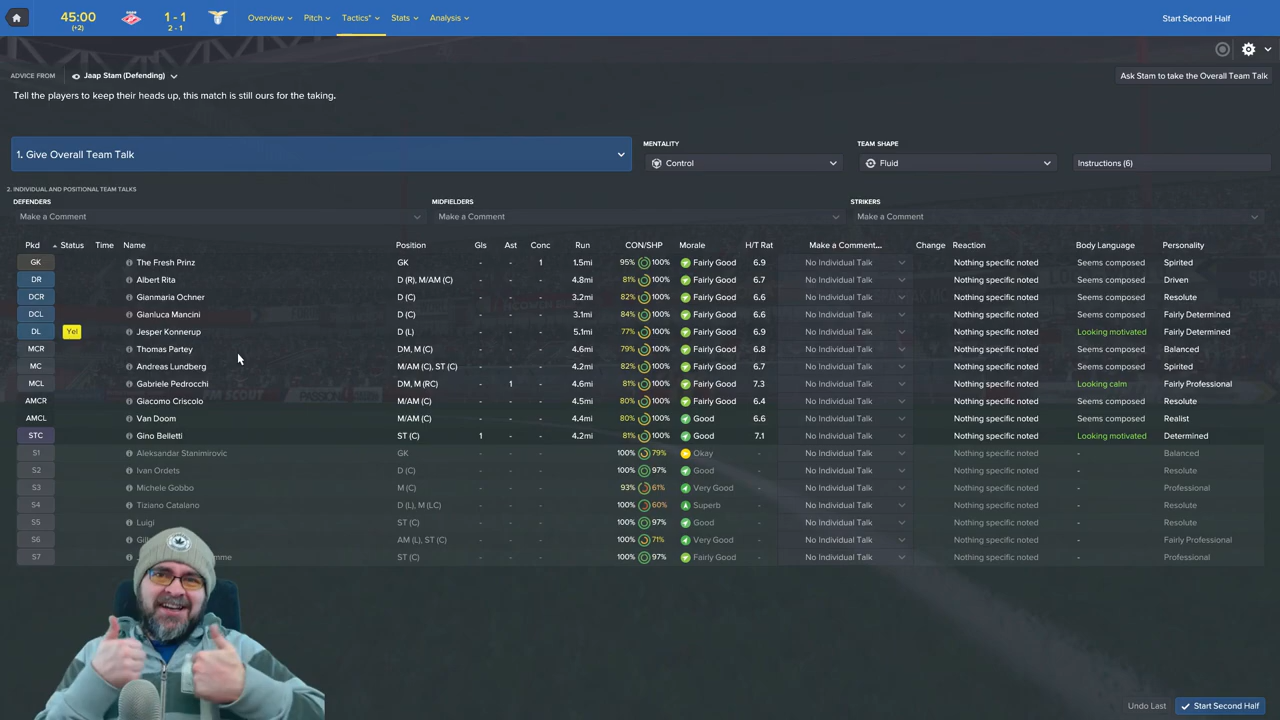 45:00
(+2)
1 - 1
2 - 1
Overview Pitch Tactics* Stats Analysis
Start Second Half
ADVICE FROM Jaap Stam (Defending)
Ask Stam to take the Overall Team Talk
Tell the players to keep their heads up, this match is still ours for the taking.
MENTALITY TEAM SHAPE
1. Give Overall Team Talk
Control Fluid Instructions (6)
2. INDIVIDUAL AND POSITIONAL TEAM TALKS
DEFENDERS MIDFIELDERS STRIKERS
Make a Comment Make a Comment Make a Comment
Pkd Status Time Name Position Gls Ast Conc Run CON/SHP Morale H/T Rat Make a Comment... Change Reaction Body Language Personality
GK The Fresh Prinz GK - - 1 1.5mi 95% 100% Fairly Good 6.9 No Individual Talk Nothing specific noted Seems composed Spirited
DR Albert Rita D (R), M/AM (C) - - - 4.8mi 81% 100% Fairly Good 6.7 No Individual Talk Nothing specific noted Seems composed Driven
DCR Gianmaria Ochner D (C) - - - 3.2mi 82% 100% Fairly Good 6.6 No Individual Talk Nothing specific noted Seems composed Resolute
DCL Gianluca Mancini D (C) - - - 3.1mi 84% 100% Fairly Good 6.6 No Individual Talk Nothing specific noted Seems composed Fairly Determined
DL Yel Jesper Konnerup D (L) - - - 5.1mi 77% 100% Fairly Good 6.9 No Individual Talk Nothing specific noted Looking motivated Fairly Determined
MCR Thomas Partey DM, M (C) - - - 4.6mi 79% 100% Fairly Good 6.8 No Individual Talk Nothing specific noted Seems composed Balanced
MC Andreas Lundberg M/AM (C), ST (C) - - - 4.2mi 82% 100% Fairly Good 6.7 No Individual Talk Nothing specific noted Seems composed Spirited
MCL Gabriele Pedrocchi DM, M (RC) - 1 - 4.6mi 81% 100% Fairly Good 7.3 No Individual Talk Nothing specific noted Looking calm Fairly Professional
AMCR Giacomo Criscolo M/AM (C) - - - 4.5mi 80% 100% Fairly Good 6.4 No Individual Talk Nothing specific noted Seems composed Resolute
AMCL Van Doom M/AM (C) - - - 4.4mi 80% 100% Good 6.6 No Individual Talk Nothing specific noted Seems composed Realist
STC Gino Belletti ST (C) 1 - - 4.2mi 81% 100% Good 7.1 No Individual Talk Nothing specific noted Looking motivated Determined
S1 Aleksandar Stanimirovic GK - - - 100% 79% Okay - No Individual Talk Nothing specific noted - Balanced
S2 Ivan Ordets D (C) - - - 100% 97% Good - No Individual Talk Nothing specific noted - Resolute
S3 Michele Gobbo M (C) - - - 93% 61% Very Good - No Individual Talk Nothing specific noted - Professional
S4 Tiziano Catalano D (L), M (LC) - - - 100% 60% Superb - No Individual Talk Nothing specific noted - Resolute
S5 Luigi ST (C) - - - 100% 97% Good - No Individual Talk Nothing specific noted - Resolute
S6 AM (L), ST (C) - - - 100% 71% Very Good - No Individual Talk Nothing specific noted - Fairly Professional
S7 ST (C) - - - 100% 97% Fairly Good - No Individual Talk Nothing specific noted - Professional
Undo Last Start Second Half